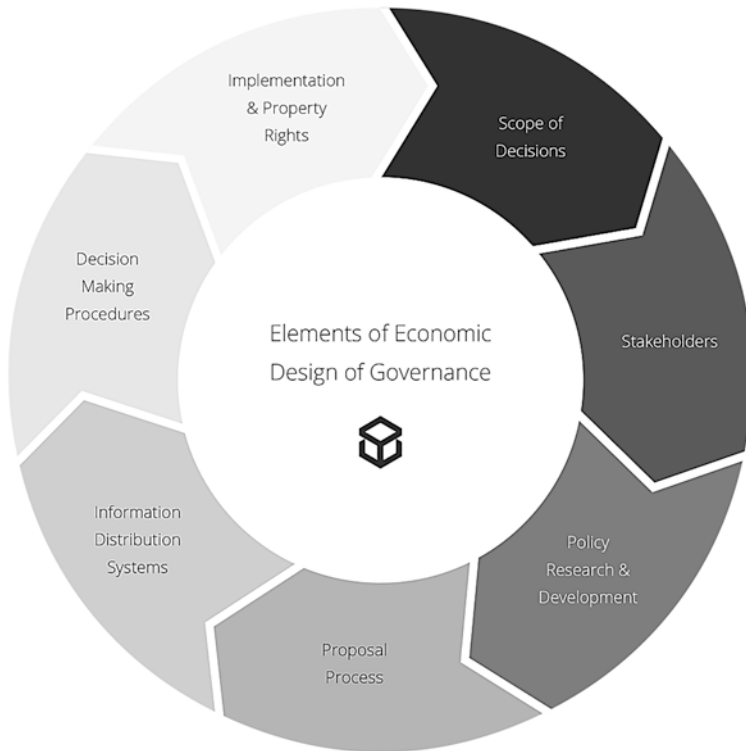 Elements of Economic
Design of Governance
Scope of
Decisions
Stakeholders
Policy
Research &
Development
Proposal
Process
Information
Distribution
Systems
Decision
Making
Procedures
Implementation
& Property
Rights